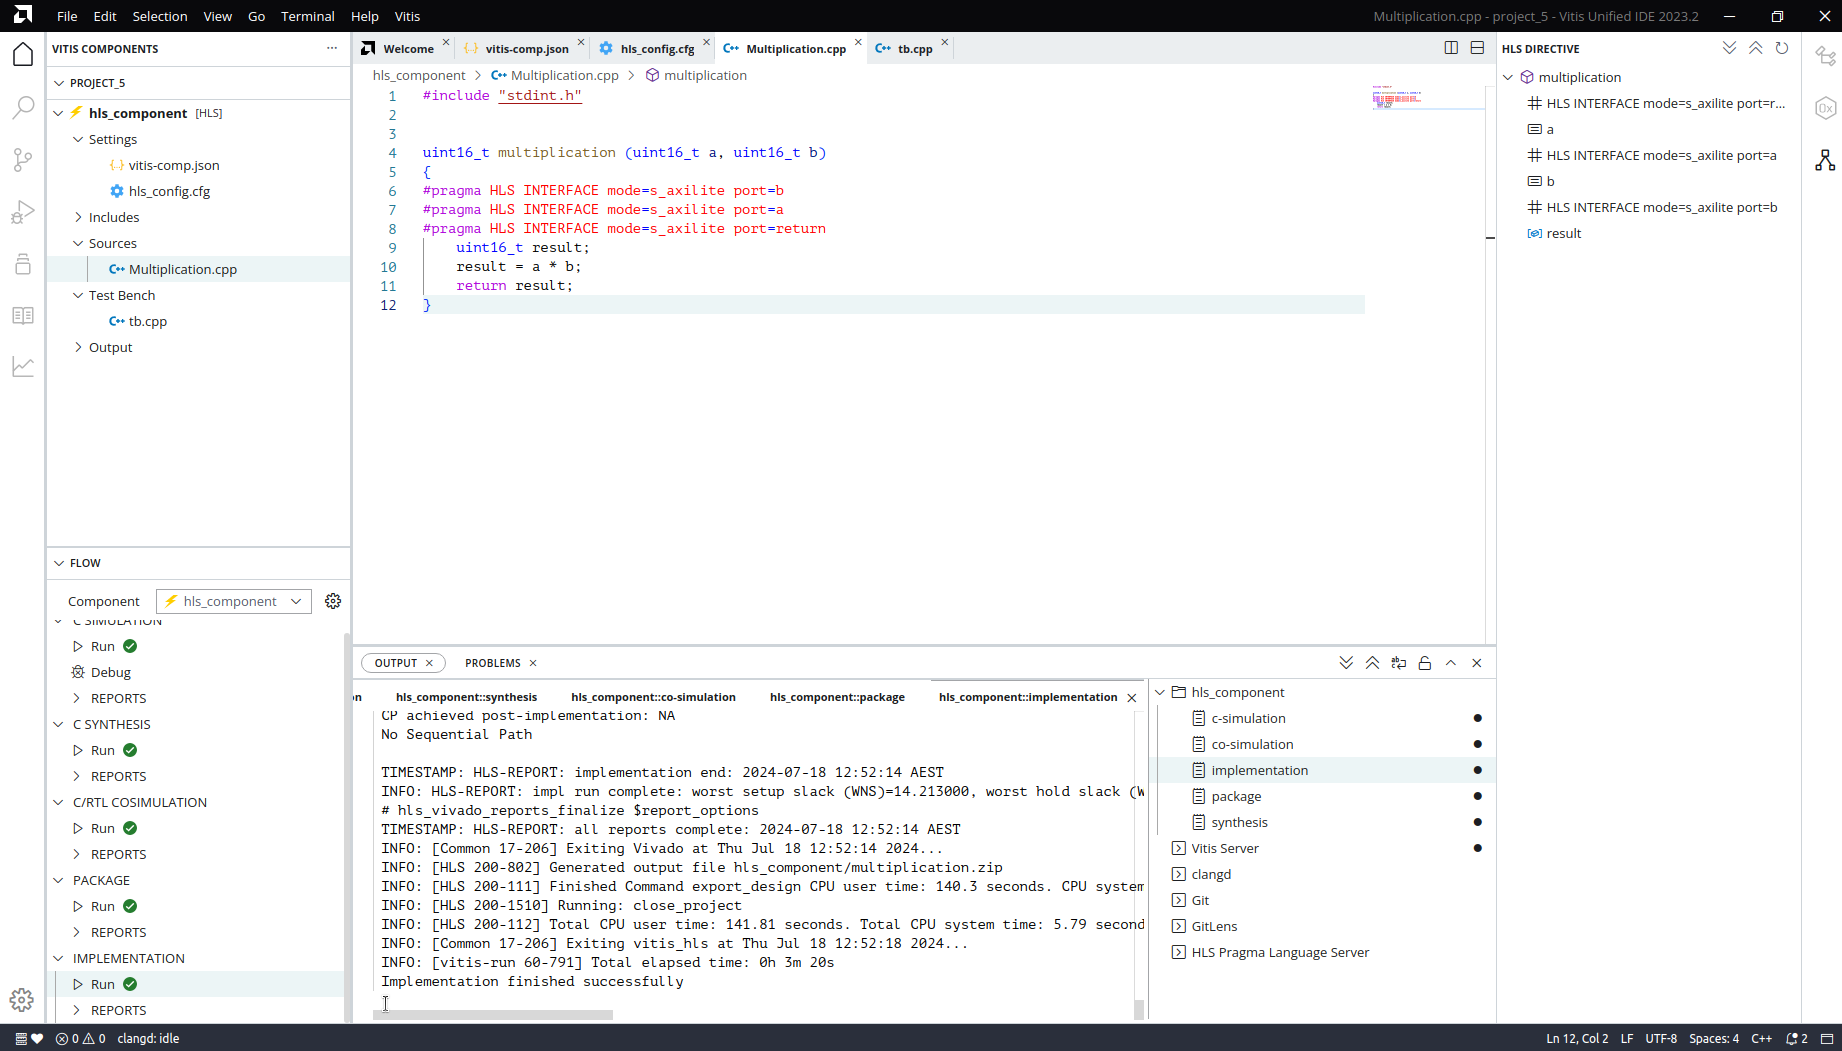 File Edit Selection View Go Terminal Help Vitis
Multiplication.cpp - project_5 - Vitis Unified IDE 2023.2
VITIS COMPONENTS
PROJECT_5
hls_component [HLS]
Settings
vitis-comp.json
hls_config.cfg
Includes
Sources
Multiplication.cpp
Test Bench
tb.cpp
Output
FLOW
Component hls_component
C SIMULATION
Run
Debug
REPORTS
C SYNTHESIS
Run
REPORTS
C/RTL COSIMULATION
Run
REPORTS
PACKAGE
Run
REPORTS
IMPLEMENTATION
Run
REPORTS
Welcome vitis-comp.json hls_config.cfg Multiplication.cpp tb.cpp
hls_component > Multiplication.cpp > multiplication
1 #include "stdint.h"
2
3
4 uint16_t multiplication (uint16_t a, uint16_t b)
5 {
6 #pragma HLS INTERFACE mode=s_axilite port=b
7 #pragma HLS INTERFACE mode=s_axilite port=a
8 #pragma HLS INTERFACE mode=s_axilite port=return
9 uint16_t result;
10 result = a * b;
11 return result;
12 }
OUTPUT PROBLEMS
on hls_component::synthesis hls_component::co-simulation hls_component::package hls_component::implementation
CP achieved post-implementation: NA
No Sequential Path
TIMESTAMP: HLS-REPORT: implementation end: 2024-07-18 12:52:14 AEST
INFO: HLS-REPORT: impl run complete: worst setup slack (WNS)=14.213000, worst hold slack (W
# hls_vivado_reports_finalize $report_options
TIMESTAMP: HLS-REPORT: all reports complete: 2024-07-18 12:52:14 AEST
INFO: [Common 17-206] Exiting Vivado at Thu Jul 18 12:52:14 2024...
INFO: [HLS 200-802] Generated output file hls_component/multiplication.zip
INFO: [HLS 200-111] Finished Command export_design CPU user time: 140.3 seconds. CPU system
INFO: [HLS 200-1510] Running: close_project
INFO: [HLS 200-112] Total CPU user time: 141.81 seconds. Total CPU system time: 5.79 second
INFO: [Common 17-206] Exiting vitis_hls at Thu Jul 18 12:52:18 2024...
INFO: [vitis-run 60-791] Total elapsed time: 0h 3m 20s
Implementation finished successfully
hls_component
c-simulation
co-simulation
implementation
package
synthesis
Vitis Server
clangd
Git
GitLens
HLS Pragma Language Server
HLS DIRECTIVE
multiplication
HLS INTERFACE mode=s_axilite port=r...
a
HLS INTERFACE mode=s_axilite port=a
b
HLS INTERFACE mode=s_axilite port=b
result
0 0 clangd: idle
Ln 12, Col 2 LF UTF-8 Spaces: 4 C++ 2